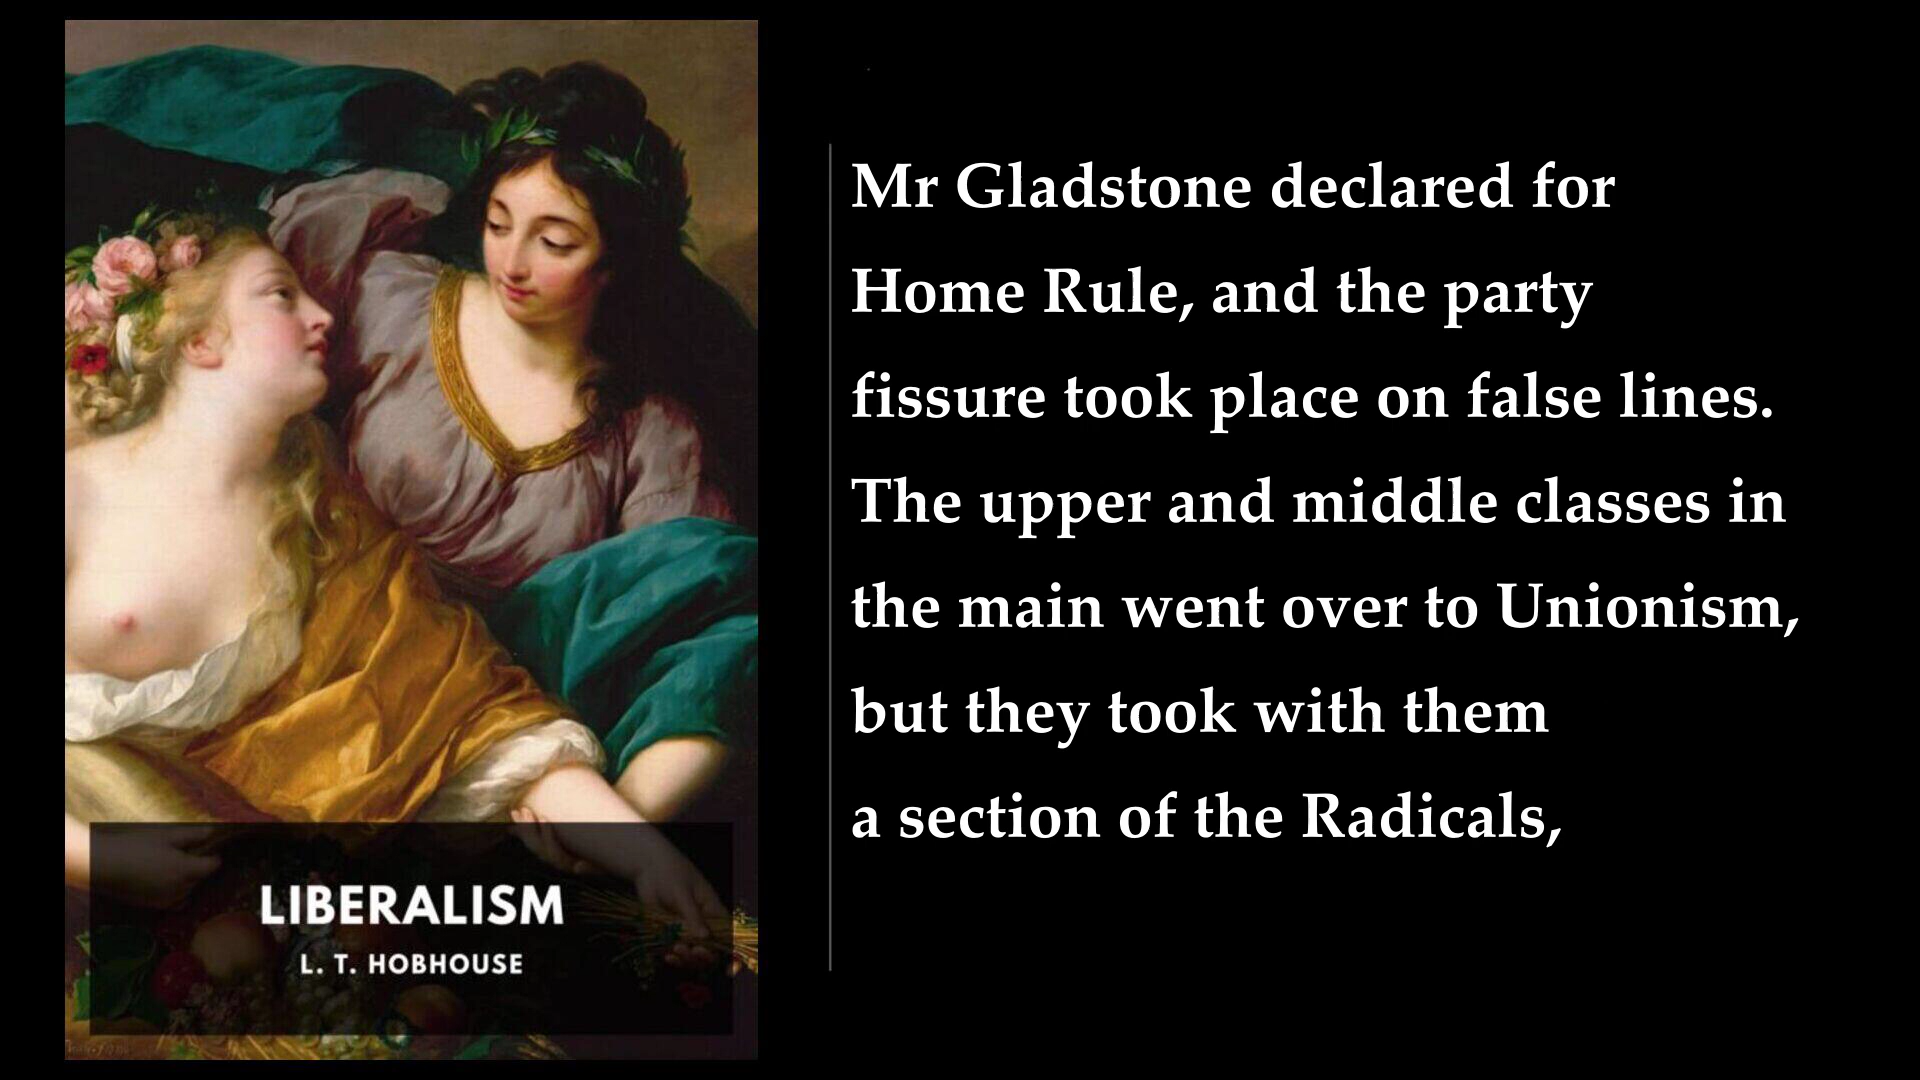 Mr Gladstone declared for
Home Rule, and the party
fissure took place on false lines.
The upper and middle classes in
the main went over to Unionism,
but they took with them
a section of the Radicals,
LIBERALISM
L. T. HOBHOUSE